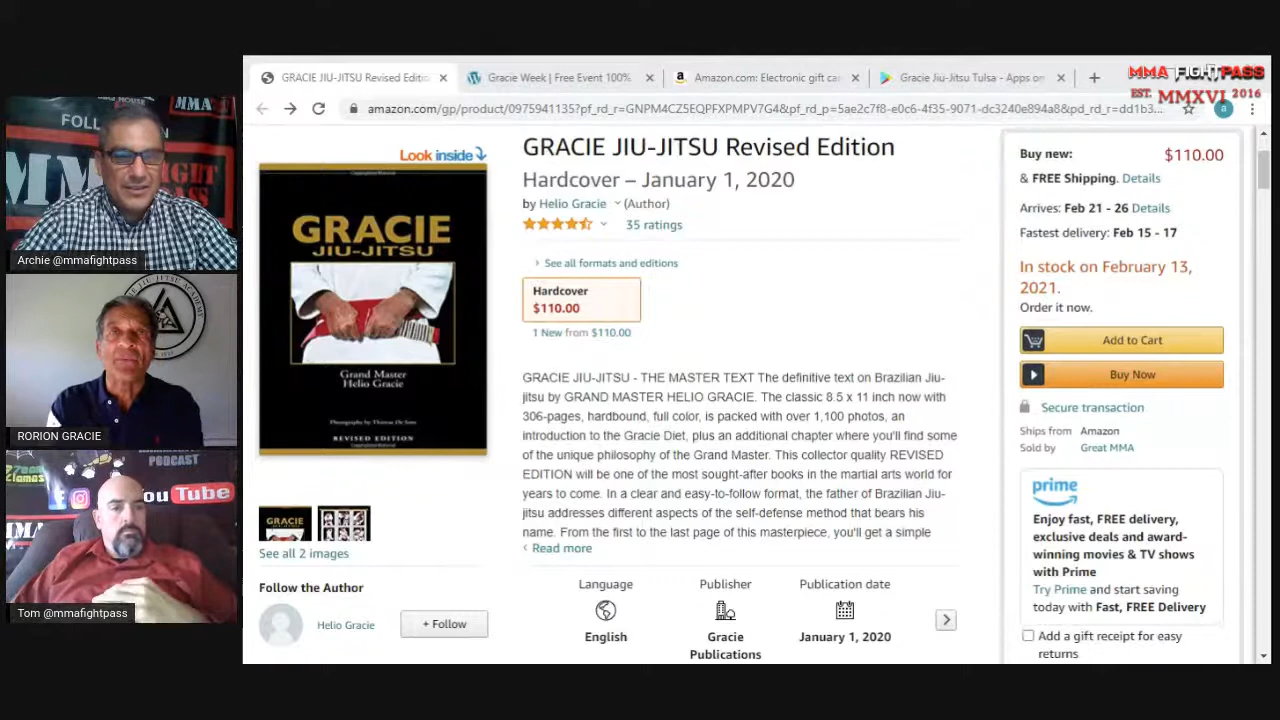 GRACIE JIU-JITSU Revised Editio
Gracie Week | Free Event 100%
Amazon.com: Electronic gift ca
Gracie Jiu-Jitsu Tulsa - Apps on
MMA FIGHTPASS
EST. MMXVI 2016
amazon.com/gp/product/0975941135?pf_rd_r=GNPM4CZ5EQPFXPMPV7G4&pf_rd_p=5ae2c7f8-e0c6-4f35-9071-dc3240e894a8&pd_rd_r=dd1b3...
a
FOLL
MMA
MM
IGHT
PASS
Archie @mmafightpass
JIU JITSU ACADEMY
RORION GRACIE
PODCAST
You Tube
Tom @mmafightpass
Look inside
GRACIE
JIU-JITSU
Grand Master
Helio Gracie
REVISED EDITION
GRACIE
See all 2 images
Follow the Author
Helio Gracie
+ Follow
GRACIE JIU-JITSU Revised Edition
Hardcover – January 1, 2020
by Helio Gracie (Author)
35 ratings
See all formats and editions
Hardcover
$110.00
1 New from $110.00
GRACIE JIU-JITSU - THE MASTER TEXT The definitive text on Brazilian Jiu-
jitsu by GRAND MASTER HELIO GRACIE. The classic 8.5 x 11 inch now with
306-pages, hardbound, full color, is packed with over 1,100 photos, an
introduction to the Gracie Diet, plus an additional chapter where you'll find some
of the unique philosophy of the Grand Master. This collector quality REVISED
EDITION will be one of the most sought-after books in the martial arts world for
years to come. In a clear and easy-to-follow format, the father of Brazilian Jiu-
jitsu addresses different aspects of the self-defense method that bears his
name. From the first to the last page of this masterpiece, you'll get a simple
Read more
Language
English
Publisher
Gracie
Publications
Publication date
January 1, 2020
Buy new:
$110.00
& FREE Shipping. Details
Arrives: Feb 21 - 26 Details
Fastest delivery: Feb 15 - 17
In stock on February 13,
2021.
Order it now.
Add to Cart
Buy Now
Secure transaction
Ships from Amazon
Sold by Great MMA
prime
Enjoy fast, FREE delivery,
exclusive deals and award-
winning movies & TV shows
with Prime
Try Prime and start saving
today with Fast, FREE Delivery
Add a gift receipt for easy
returns